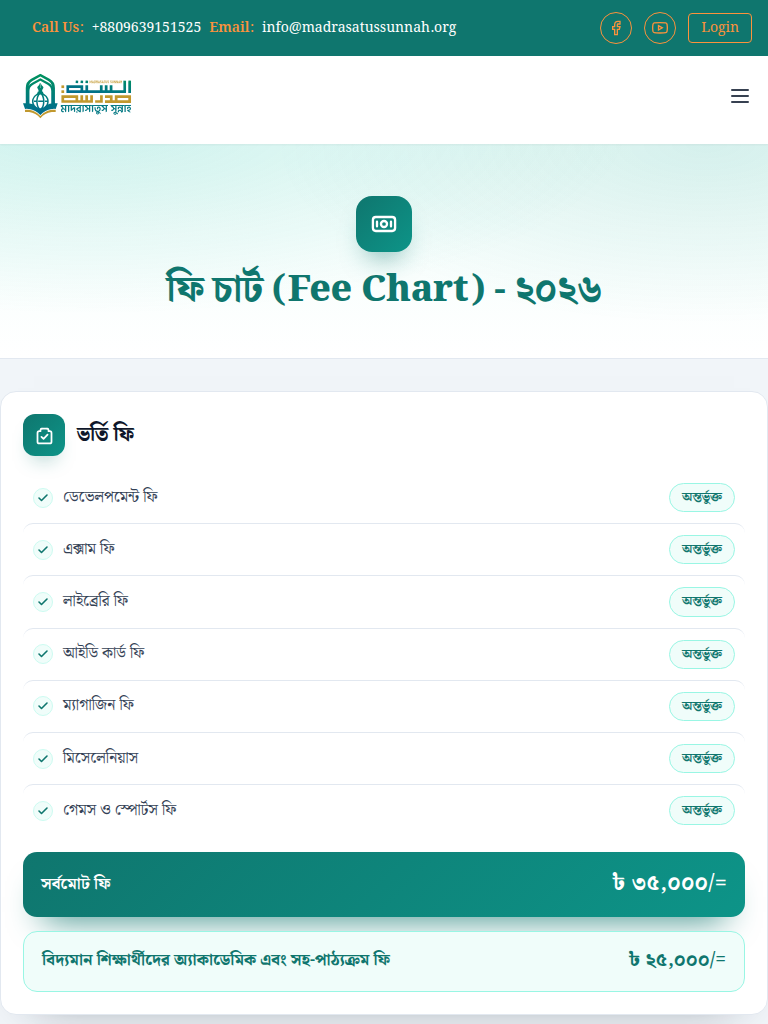 Call Us: +8809639151525 Email: info@madrasatussunnah.org Login
السنة
مدرسة
মাদরাসাতুস সুন্নাহ
ফি চার্ট (Fee Chart) - ২০২৬
ভর্তি ফি
ডেভেলপমেন্ট ফি অন্তর্ভুক্ত
এক্সাম ফি অন্তর্ভুক্ত
লাইব্রেরি ফি অন্তর্ভুক্ত
আইডি কার্ড ফি অন্তর্ভুক্ত
ম্যাগাজিন ফি অন্তর্ভুক্ত
মিসেলেনিয়াস অন্তর্ভুক্ত
গেমস ও স্পোর্টস ফি অন্তর্ভুক্ত
সর্বমোট ফি ৳ ৩৫,০০০/=
বিদ্যমান শিক্ষার্থীদের অ্যাকাডেমিক এবং সহ-পাঠ্যক্রম ফি ৳ ২৫,০০০/=